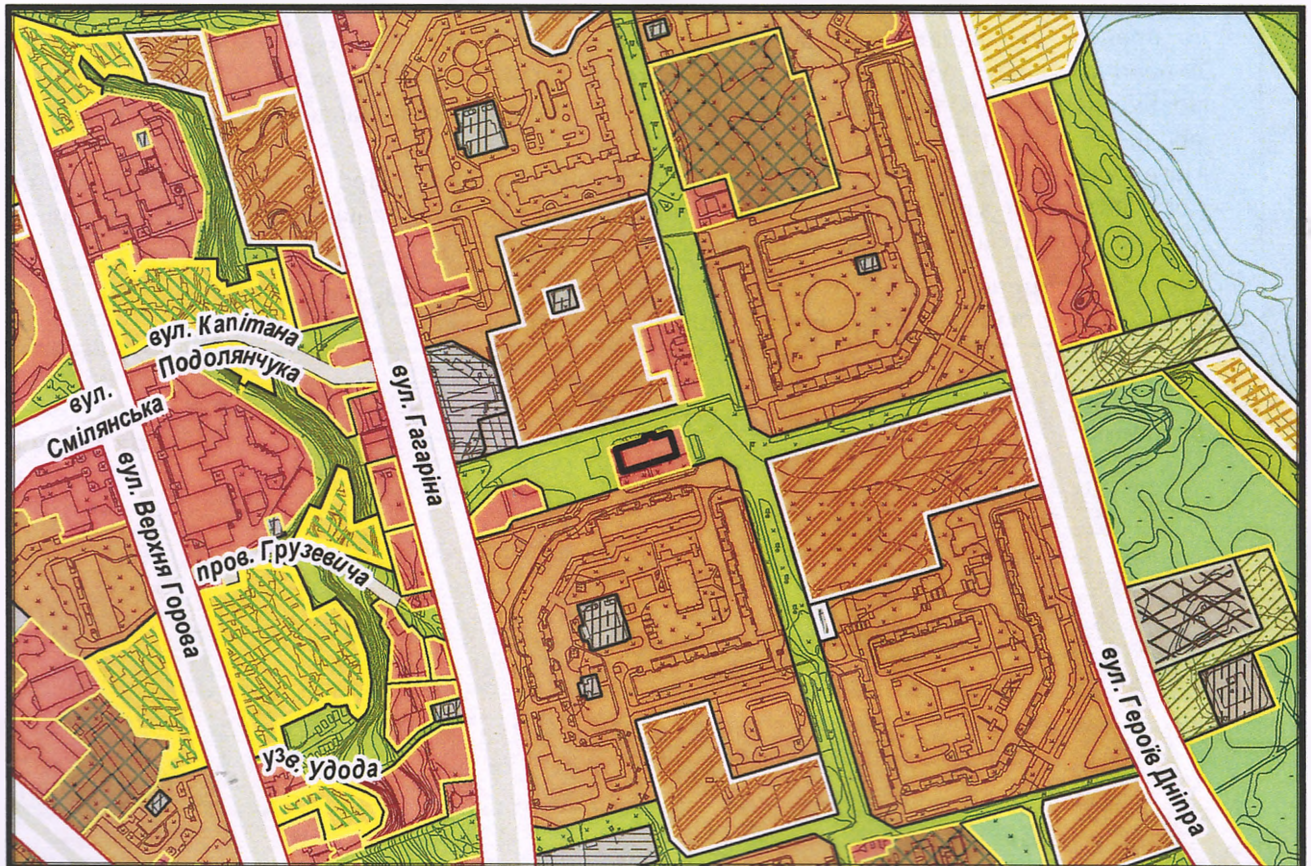 вул. Капітана
Подолянчука
вул.
Смілянська
вул. Гагаріна
вул. Верхня Горова
пров. Грузевича
узв. Удода
вул. Героїв Дніпра